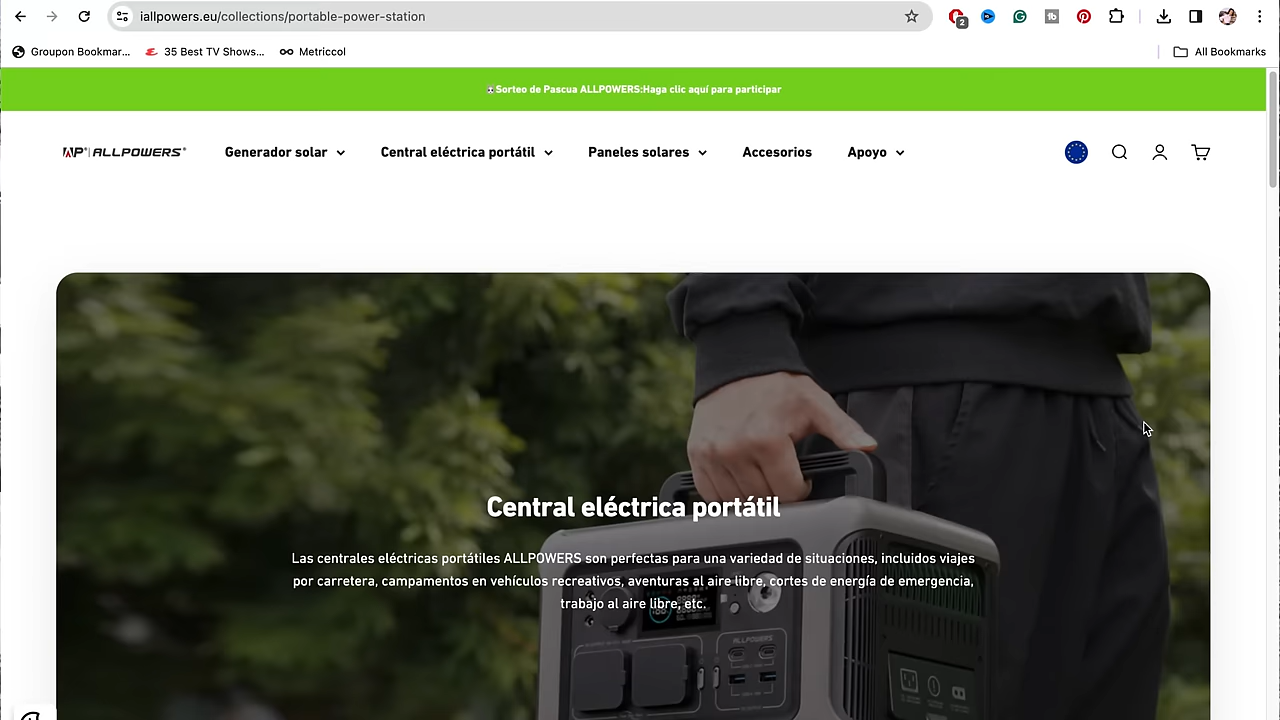 iallpowers.eu/collections/portable-power-station
2
Groupon Bookmar... 35 Best TV Shows... Metriccol All Bookmarks
Sorteo de Pascua ALLPOWERS:Haga clic aquí para participar
ALLPOWERS Generador solar Central eléctrica portátil Paneles solares Accesorios Apoyo
Central eléctrica portátil
Las centrales eléctricas portátiles ALLPOWERS son perfectas para una variedad de situaciones, incluidos viajes
por carretera, campamentos en vehículos recreativos, aventuras al aire libre, cortes de energía de emergencia,
trabajo al aire libre, etc.
ALLPOWERS